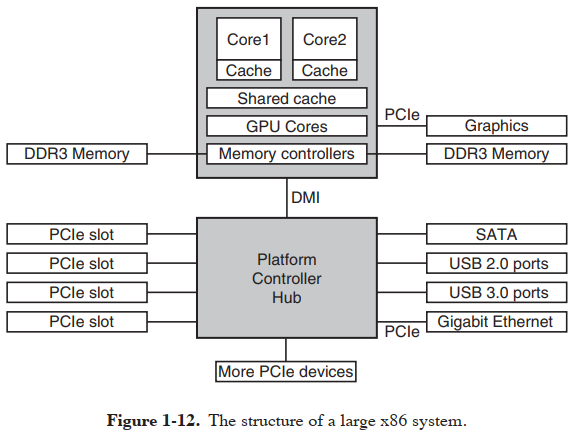 Core1
Core2
Cache
Cache
Shared cache
GPU Cores
PCIe
Graphics
DDR3 Memory
Memory controllers
DDR3 Memory
DMI
PCIe slot
PCIe slot
PCIe slot
PCIe slot
Platform
Controller
Hub
SATA
USB 2.0 ports
USB 3.0 ports
Gigabit Ethernet
PCIe
More PCIe devices
Figure 1-12. The structure of a large x86 system.